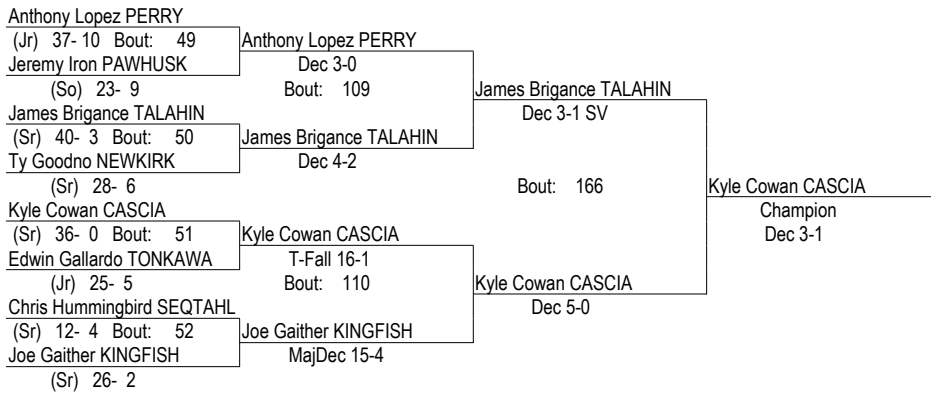 Anthony Lopez PERRY
(Jr) 37- 10 Bout: 49
Jeremy Iron PAWHUSK
(So) 23- 9
James Brigance TALAHIN
(Sr) 40- 3 Bout: 50
Ty Goodno NEWKIRK
(Sr) 28- 6
Kyle Cowan CASCIA
(Sr) 36- 0 Bout: 51
Edwin Gallardo TONKAWA
(Jr) 25- 5
Chris Hummingbird SEQTAHL
(Sr) 12- 4 Bout: 52
Joe Gaither KINGFISH
(Sr) 26- 2
Anthony Lopez PERRY
Dec 3-0
Bout: 109
James Brigance TALAHIN
Dec 4-2
Kyle Cowan CASCIA
T-Fall 16-1
Bout: 110
Joe Gaither KINGFISH
MajDec 15-4
James Brigance TALAHIN
Dec 3-1 SV
Bout: 166
Kyle Cowan CASCIA
Dec 5-0
Kyle Cowan CASCIA
Champion
Dec 3-1